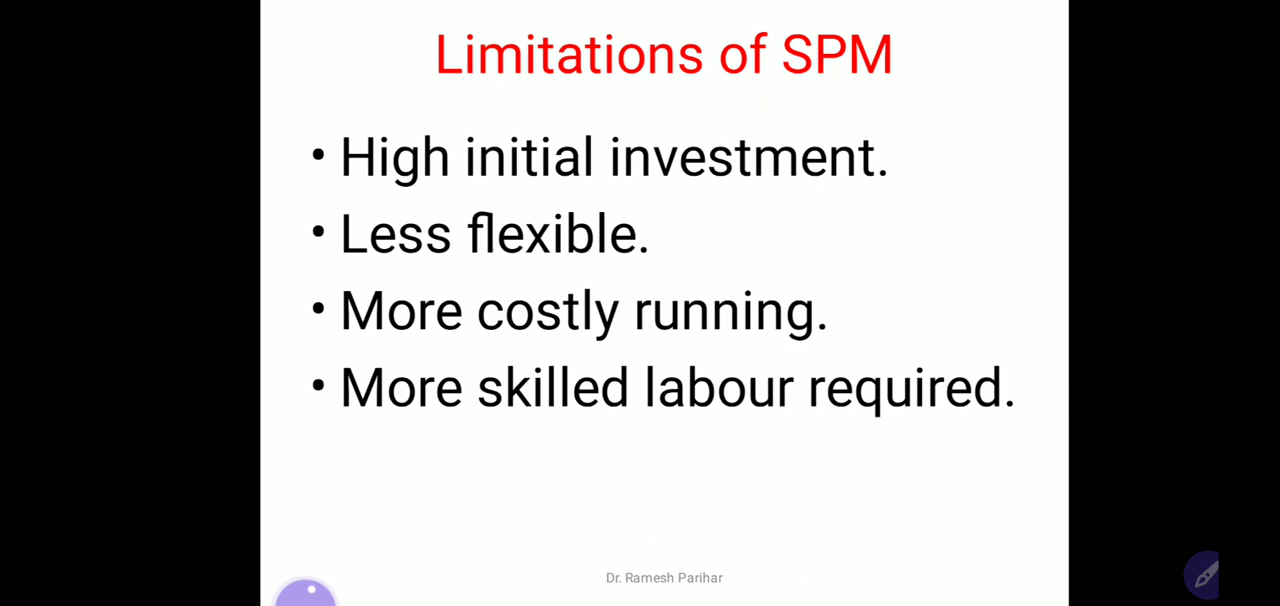 Limitations of SPM
• High initial investment.
• Less flexible.
• More costly running.
• More skilled labour required.
Dr. Ramesh Parihar